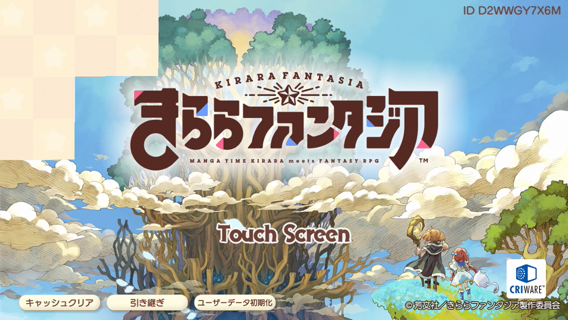 ID D2WWGY7X6M
KIRARA FANTASIA
きららファンタジア
MANGA TIME KIRARA meets FANTASY RPG
TM
Touch Screen
キャッシュクリア
引き継ぎ
ユーザーデータ初期化
CRIWARE™
©芳文社／きららファンタジア製作委員会